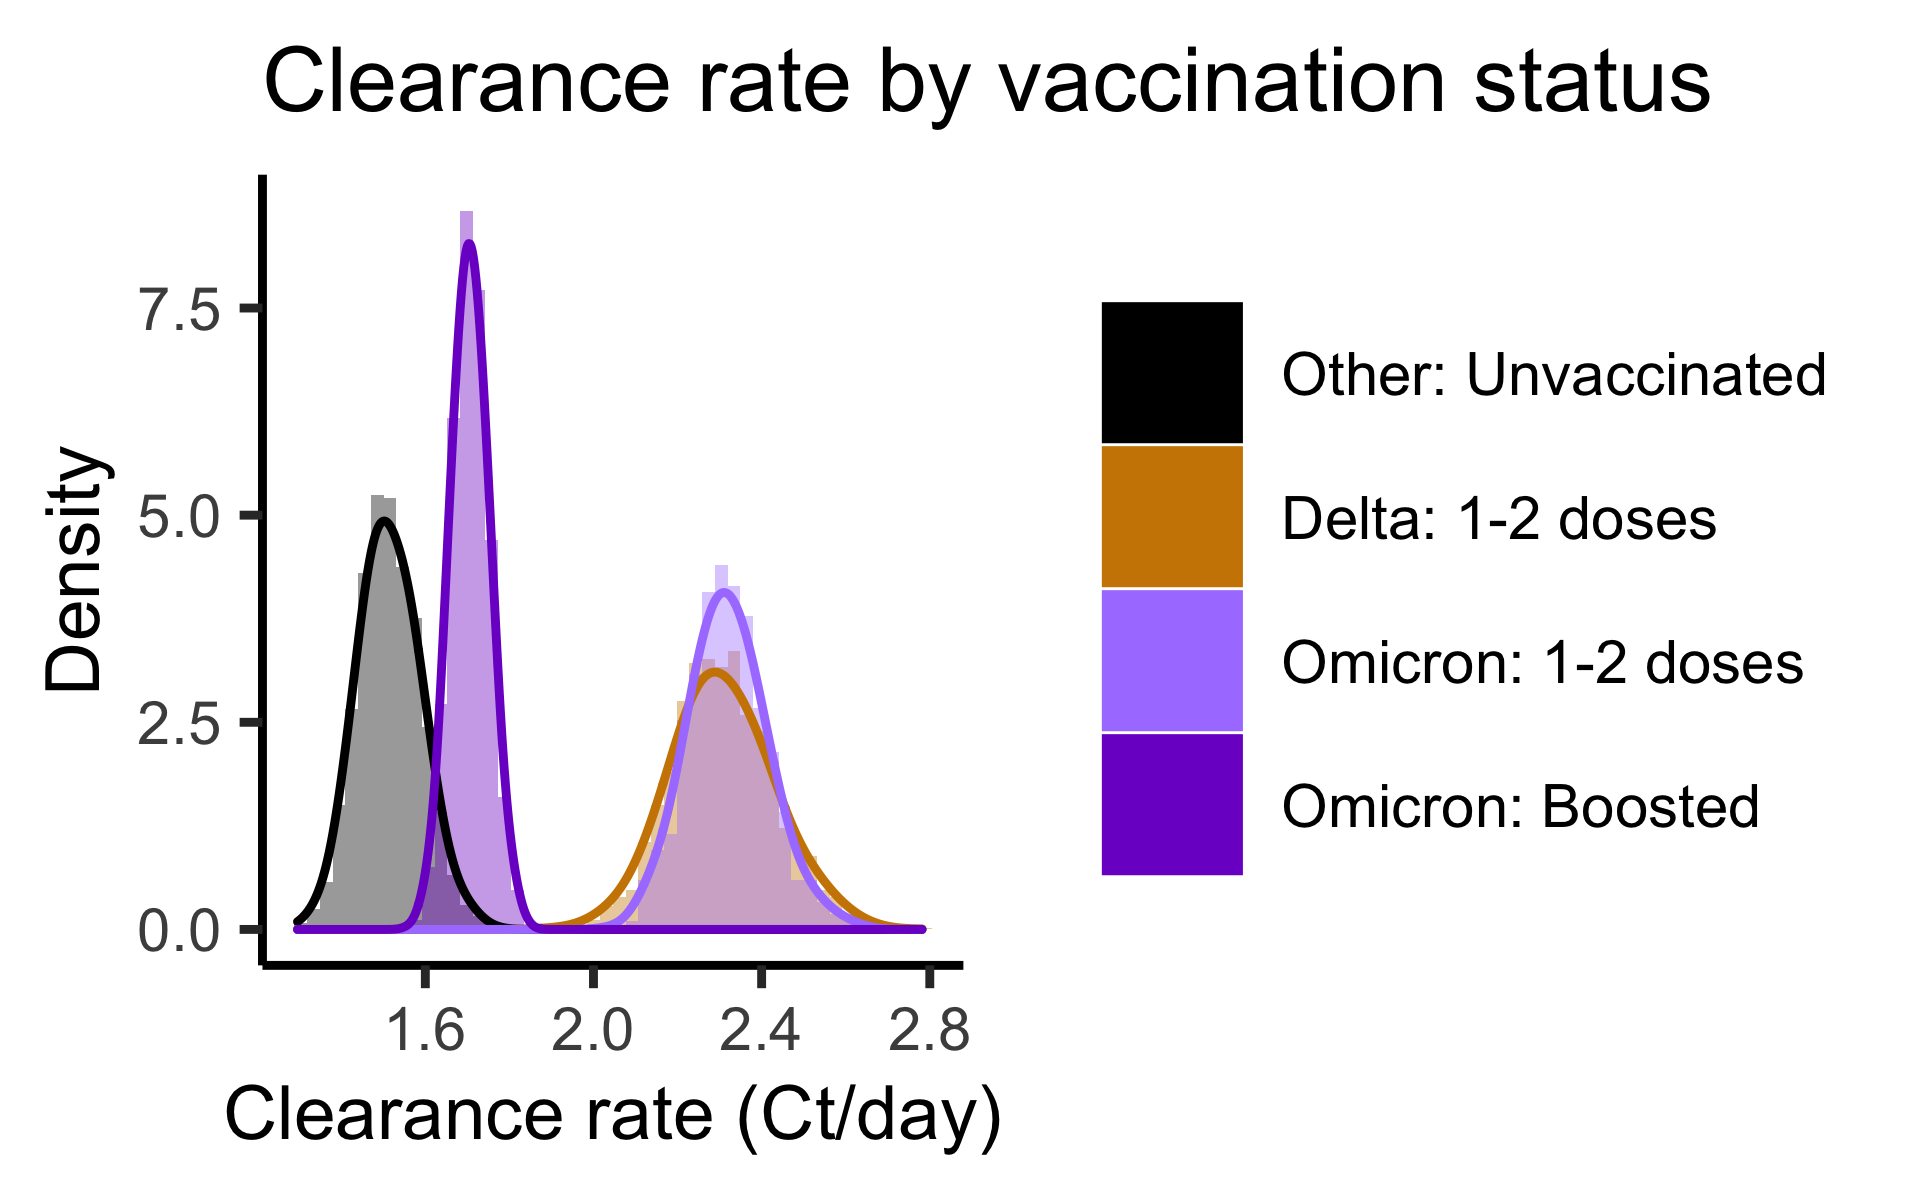 Clearance rate by vaccination status
7.5
5.0
2.5
0.0
Density
1.6 2.0 2.4 2.8
Clearance rate (Ct/day)
Other: Unvaccinated
Delta: 1-2 doses
Omicron: 1-2 doses
Omicron: Boosted